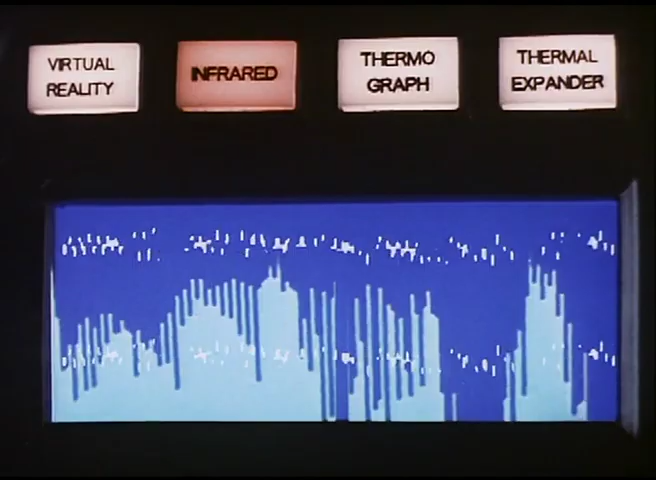 VIRTUAL
REALITY
INFRARED
THERMO
GRAPH
THERMAL
EXPANDER